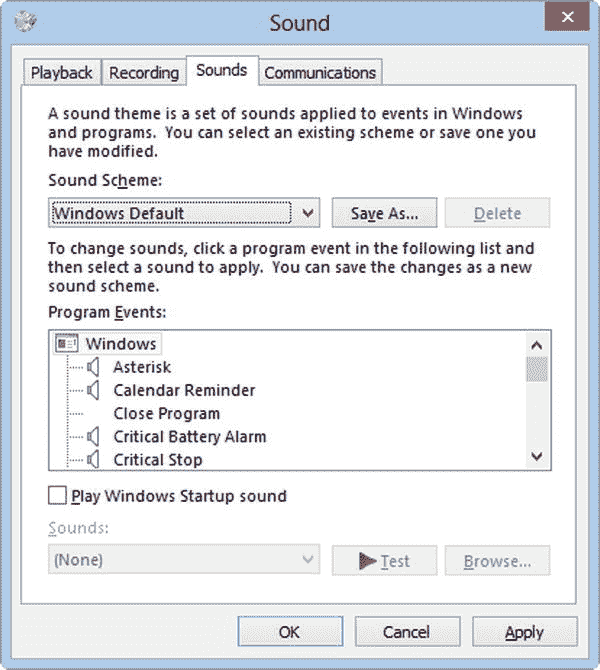 Sound
Playback
Recording
Sounds
Communications
A sound theme is a set of sounds applied to events in Windows
and programs. You can select an existing scheme or save one you
have modified.
Sound Scheme:
Windows Default
Save As...
Delete
To change sounds, click a program event in the following list and
then select a sound to apply. You can save the changes as a new
sound scheme.
Program Events:
Windows
Asterisk
Calendar Reminder
Close Program
Critical Battery Alarm
Critical Stop
Play Windows Startup sound
Sounds:
(None)
Test
Browse...
OK
Cancel
Apply